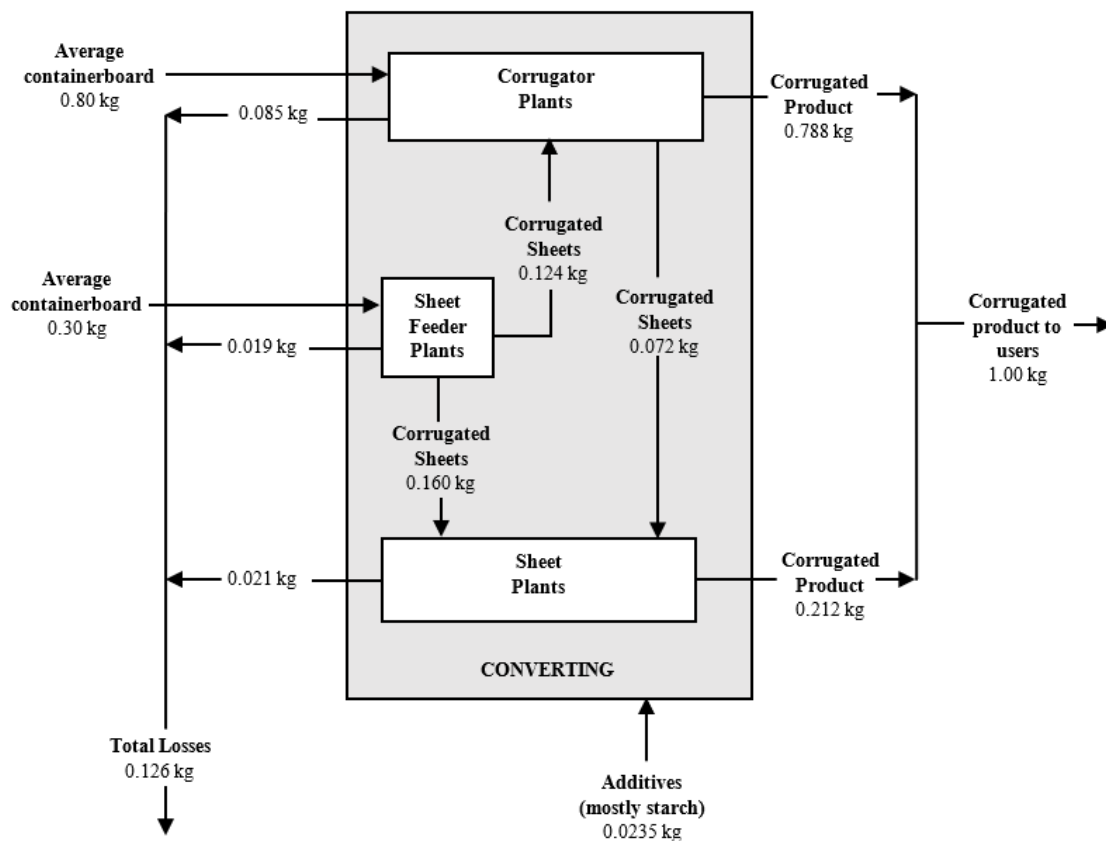 Average
containerboard
0.80 kg
0.085 kg
Corrugator
Plants
Corrugated
Product
0.788 kg
Corrugated
Sheets
0.124 kg
Average
containerboard
0.30 kg
0.019 kg
Sheet
Feeder
Plants
Corrugated
Sheets
0.072 kg
Corrugated
product to
users
1.00 kg
Corrugated
Sheets
0.160 kg
0.021 kg
Sheet
Plants
Corrugated
Product
0.212 kg
CONVERTING
Total Losses
0.126 kg
Additives
(mostly starch)
0.0235 kg